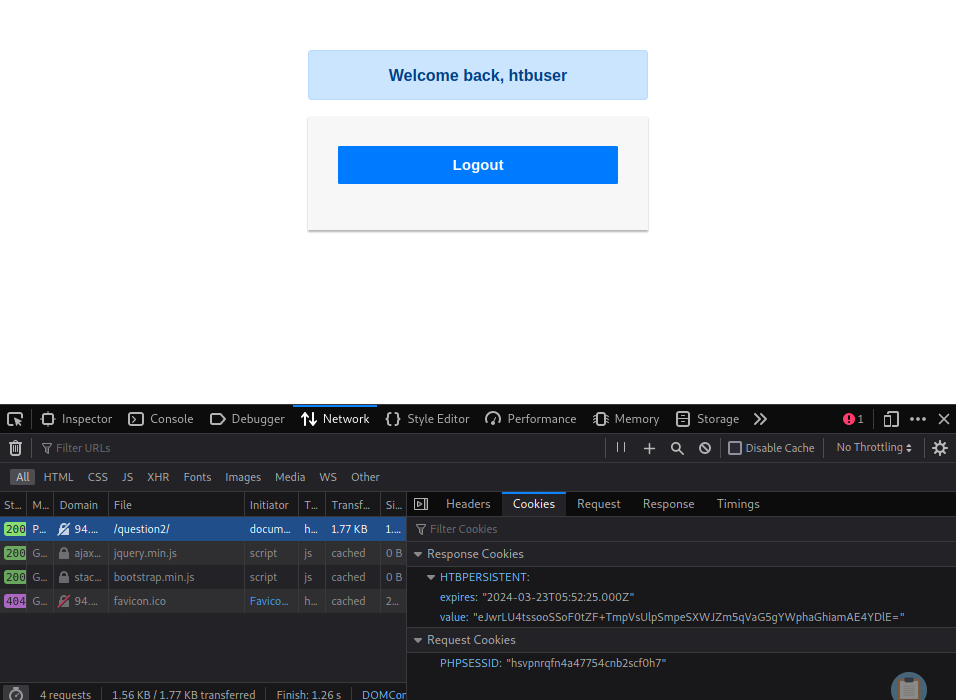 Welcome back, htbuser
Logout
Inspector Console Debugger Network Style Editor Performance Memory Storage 1
Filter URLs Disable Cache No Throttling
All HTML CSS JS XHR Fonts Images Media WS Other
St... M... Domain File Initiator T... Transf... Si... Headers Cookies Request Response Timings
200 P... 94.... /question2/ docum... h... 1.77 KB 1.... Filter Cookies
200 G... ajax... jquery.min.js script js cached 0 B Response Cookies
200 G... stac... bootstrap.min.js script js cached 0 B HTBPERSISTENT:
404 G... 94.... favicon.ico Favico... h... cached 2... expires: "2024-03-23T05:52:25.000Z"
value: "eJwrLU4tssooSSoF0tZF+TmpVsUlpSmpeSXWJZm5qVaG5gYWphaGhiamAE4YDlE="
Request Cookies
PHPSESSID: "hsvpnrqfn4a47754cnb2scf0h7"
4 requests 1.56 KB / 1.77 KB transferred Finish: 1.26 s DOMCon